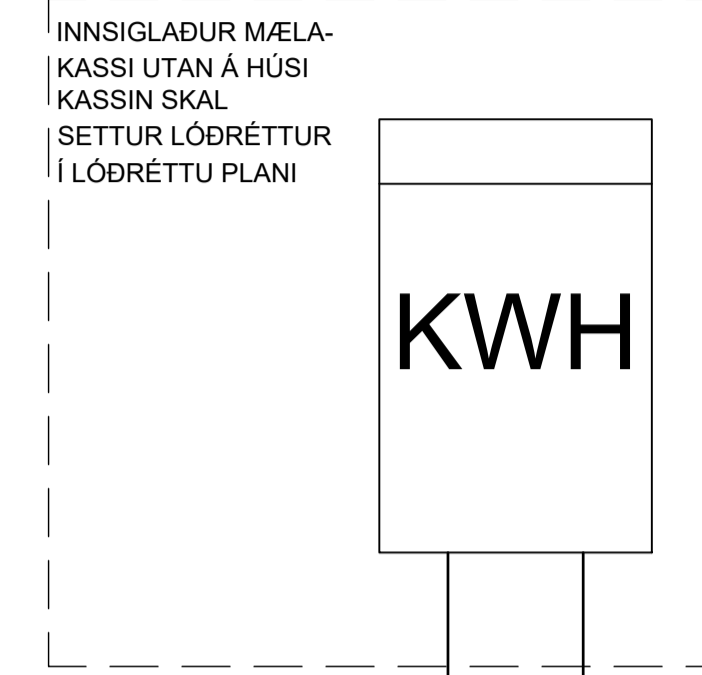 INNSIGLAÐUR MÆLA-
KASSI UTAN Á HÚSI
KASSIN SKAL
SETTUR LÓÐRÉTTUR
Í LÓÐRÉTTU PLANI
KWH